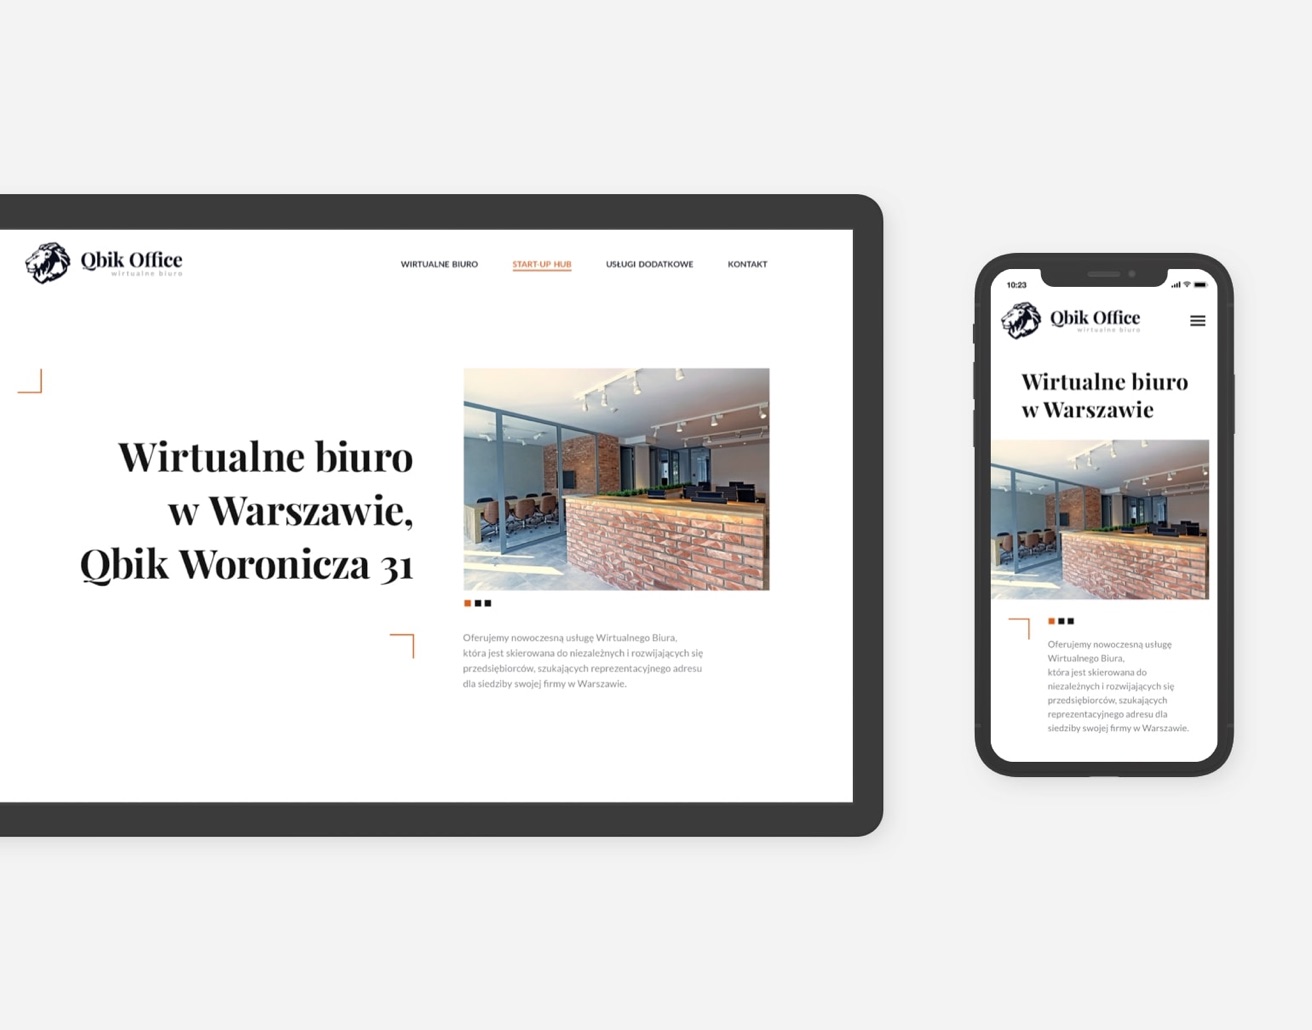 Qbik Office
wirtualne biuro
WIRTUALNE BIURO
START-UP HUB
USŁUGI DODATKOWE
KONTAKT
Wirtualne biuro
w Warszawie,
Qbik Woronicza 31
Oferujemy nowoczesną usługę Wirtualnego Biura,
która jest skierowana do niezależnych i rozwijających się
przedsiębiorców, szukających reprezentacyjnego adresu
dla siedziby swojej firmy w Warszawie.
10:23
Qbik Office
wirtualne biuro
Wirtualne biuro
w Warszawie
Oferujemy nowoczesną usługę
Wirtualnego Biura,
która jest skierowana do
niezależnych i rozwijających się
przedsiębiorców, szukających
reprezentacyjnego adresu dla
siedziby swojej firmy w Warszawie.